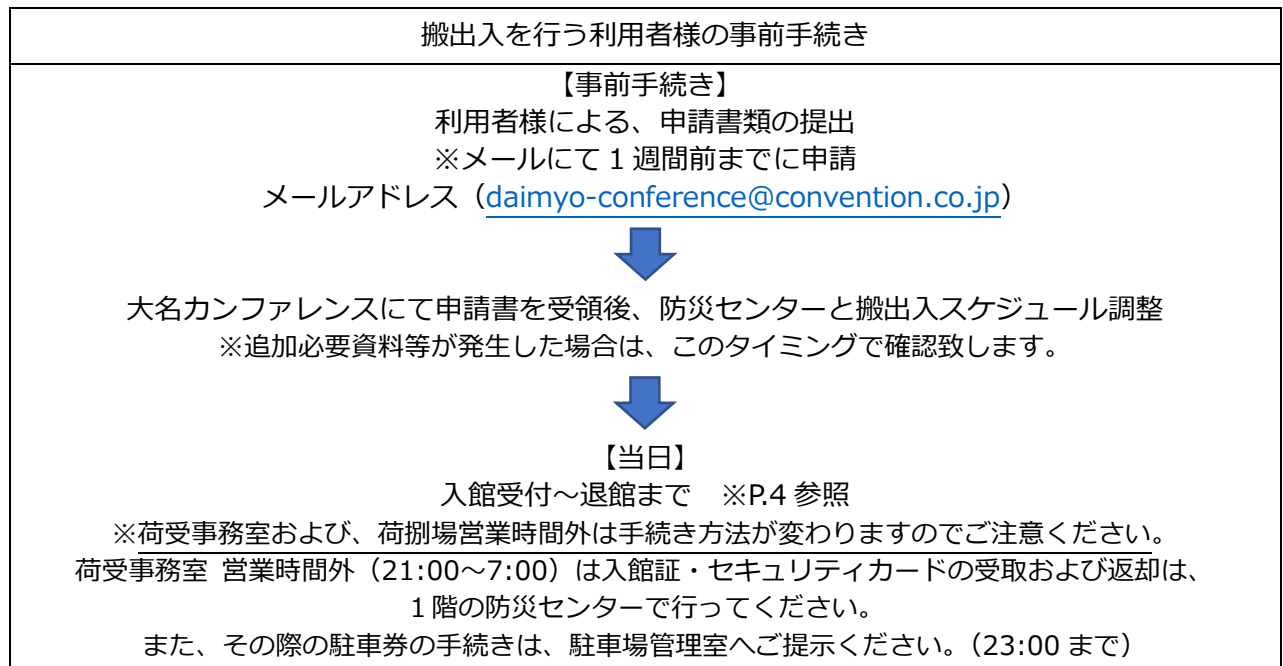 搬出入を行う利用者様の事前手続き
【事前手続き】
利用者様による、申請書類の提出
※メールにて 1 週間前までに申請
メールアドレス（daimyo-conference@convention.co.jp）
大名カンファレンスにて申請書を受領後、防災センターと搬出入スケジュール調整
※追加必要資料等が発生した場合は、このタイミングで確認致します。
【当日】
入館受付～退館まで　※P.4 参照
※荷受事務室および、荷捌場営業時間外は手続き方法が変わりますのでご注意ください。
荷受事務室 営業時間外（21:00～7:00）は入館証・セキュリティカードの受取および返却は、
１階の防災センターで行ってください。
また、その際の駐車券の手続きは、駐車場管理室へご提示ください。（23:00 まで）